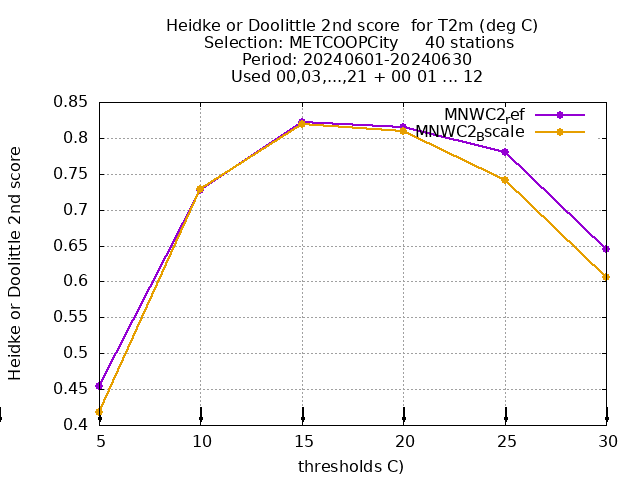 Heidke or Doolittle 2nd score  for T2m (deg C)
Selection: METCOOPCity     40 stations
Period: 20240601-20240630
Used 00,03,...,21 + 00 01 ... 12
MNWC2ref
MNWC2Bscale
Heidke or Doolittle 2nd score
0.85
0.8
0.75
0.7
0.65
0.6
0.55
0.5
0.45
0.4
5 10 15 20 25 30
thresholds C)